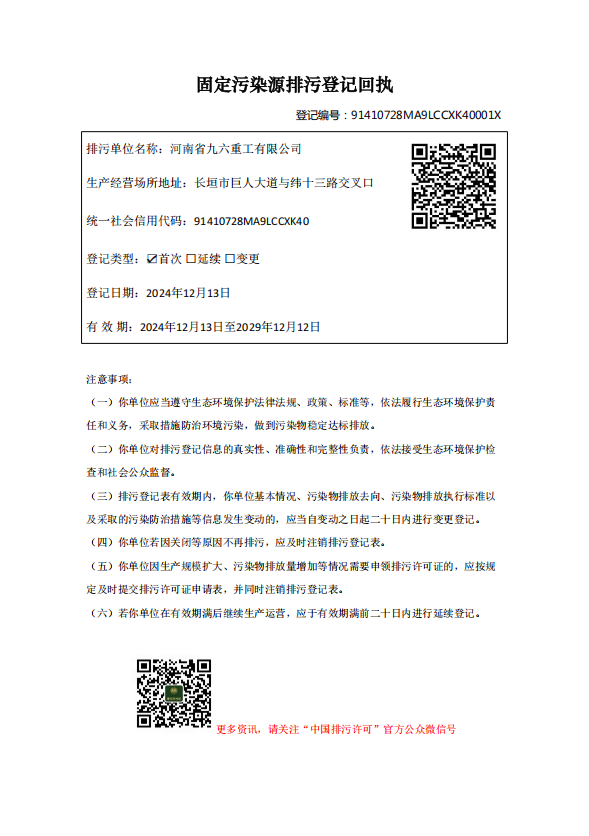 固定污染源排污登记回执
登记编号：91410728MA9LCCXK40001X
排污单位名称：河南省九六重工有限公司
生产经营场所地址：长垣市巨人大道与纬十三路交叉口
统一社会信用代码：91410728MA9LCCXK40
登记类型：☑首次 □延续 □变更
登记日期：2024年12月13日
有 效 期：2024年12月13日至2029年12月12日
注意事项：
（一）你单位应当遵守生态环境保护法律法规、政策、标准等，依法履行生态环境保护责
任和义务，采取措施防治环境污染，做到污染物稳定达标排放。
（二）你单位对排污登记信息的真实性、准确性和完整性负责，依法接受生态环境保护检
查和社会公众监督。
（三）排污登记表有效期内，你单位基本情况、污染物排放去向、污染物排放执行标准以
及采取的污染防治措施等信息发生变动的，应当自变动之日起二十日内进行变更登记。
（四）你单位若因关闭等原因不再排污，应及时注销排污登记表。
（五）你单位因生产规模扩大、污染物排放量增加等情况需要申领排污许可证的，应按规
定及时提交排污许可证申请表，并同时注销排污登记表。
（六）若你单位在有效期满后继续生产运营，应于有效期满前二十日内进行延续登记。
更多资讯，请关注“中国排污许可”官方公众微信号